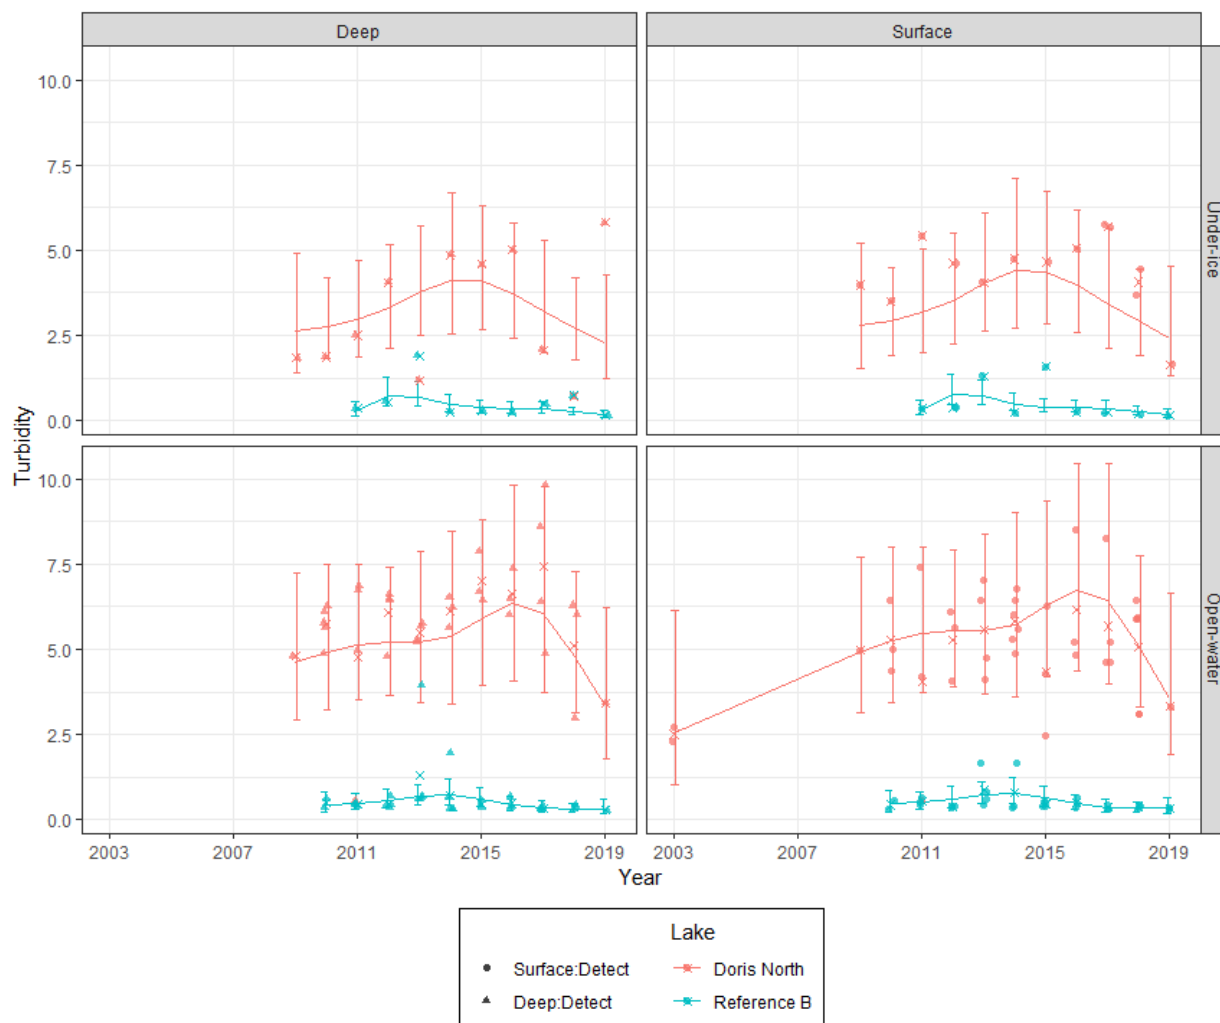 Deep
Surface
10.0
7.5
5.0
2.5
0.0
Under-ice
Turbidity
10.0
7.5
5.0
2.5
0.0
Open-water
2003 2007 2011 2015 2019 2003 2007 2011 2015 2019
Year
Lake
Surface:Detect Doris North
Deep:Detect Reference B